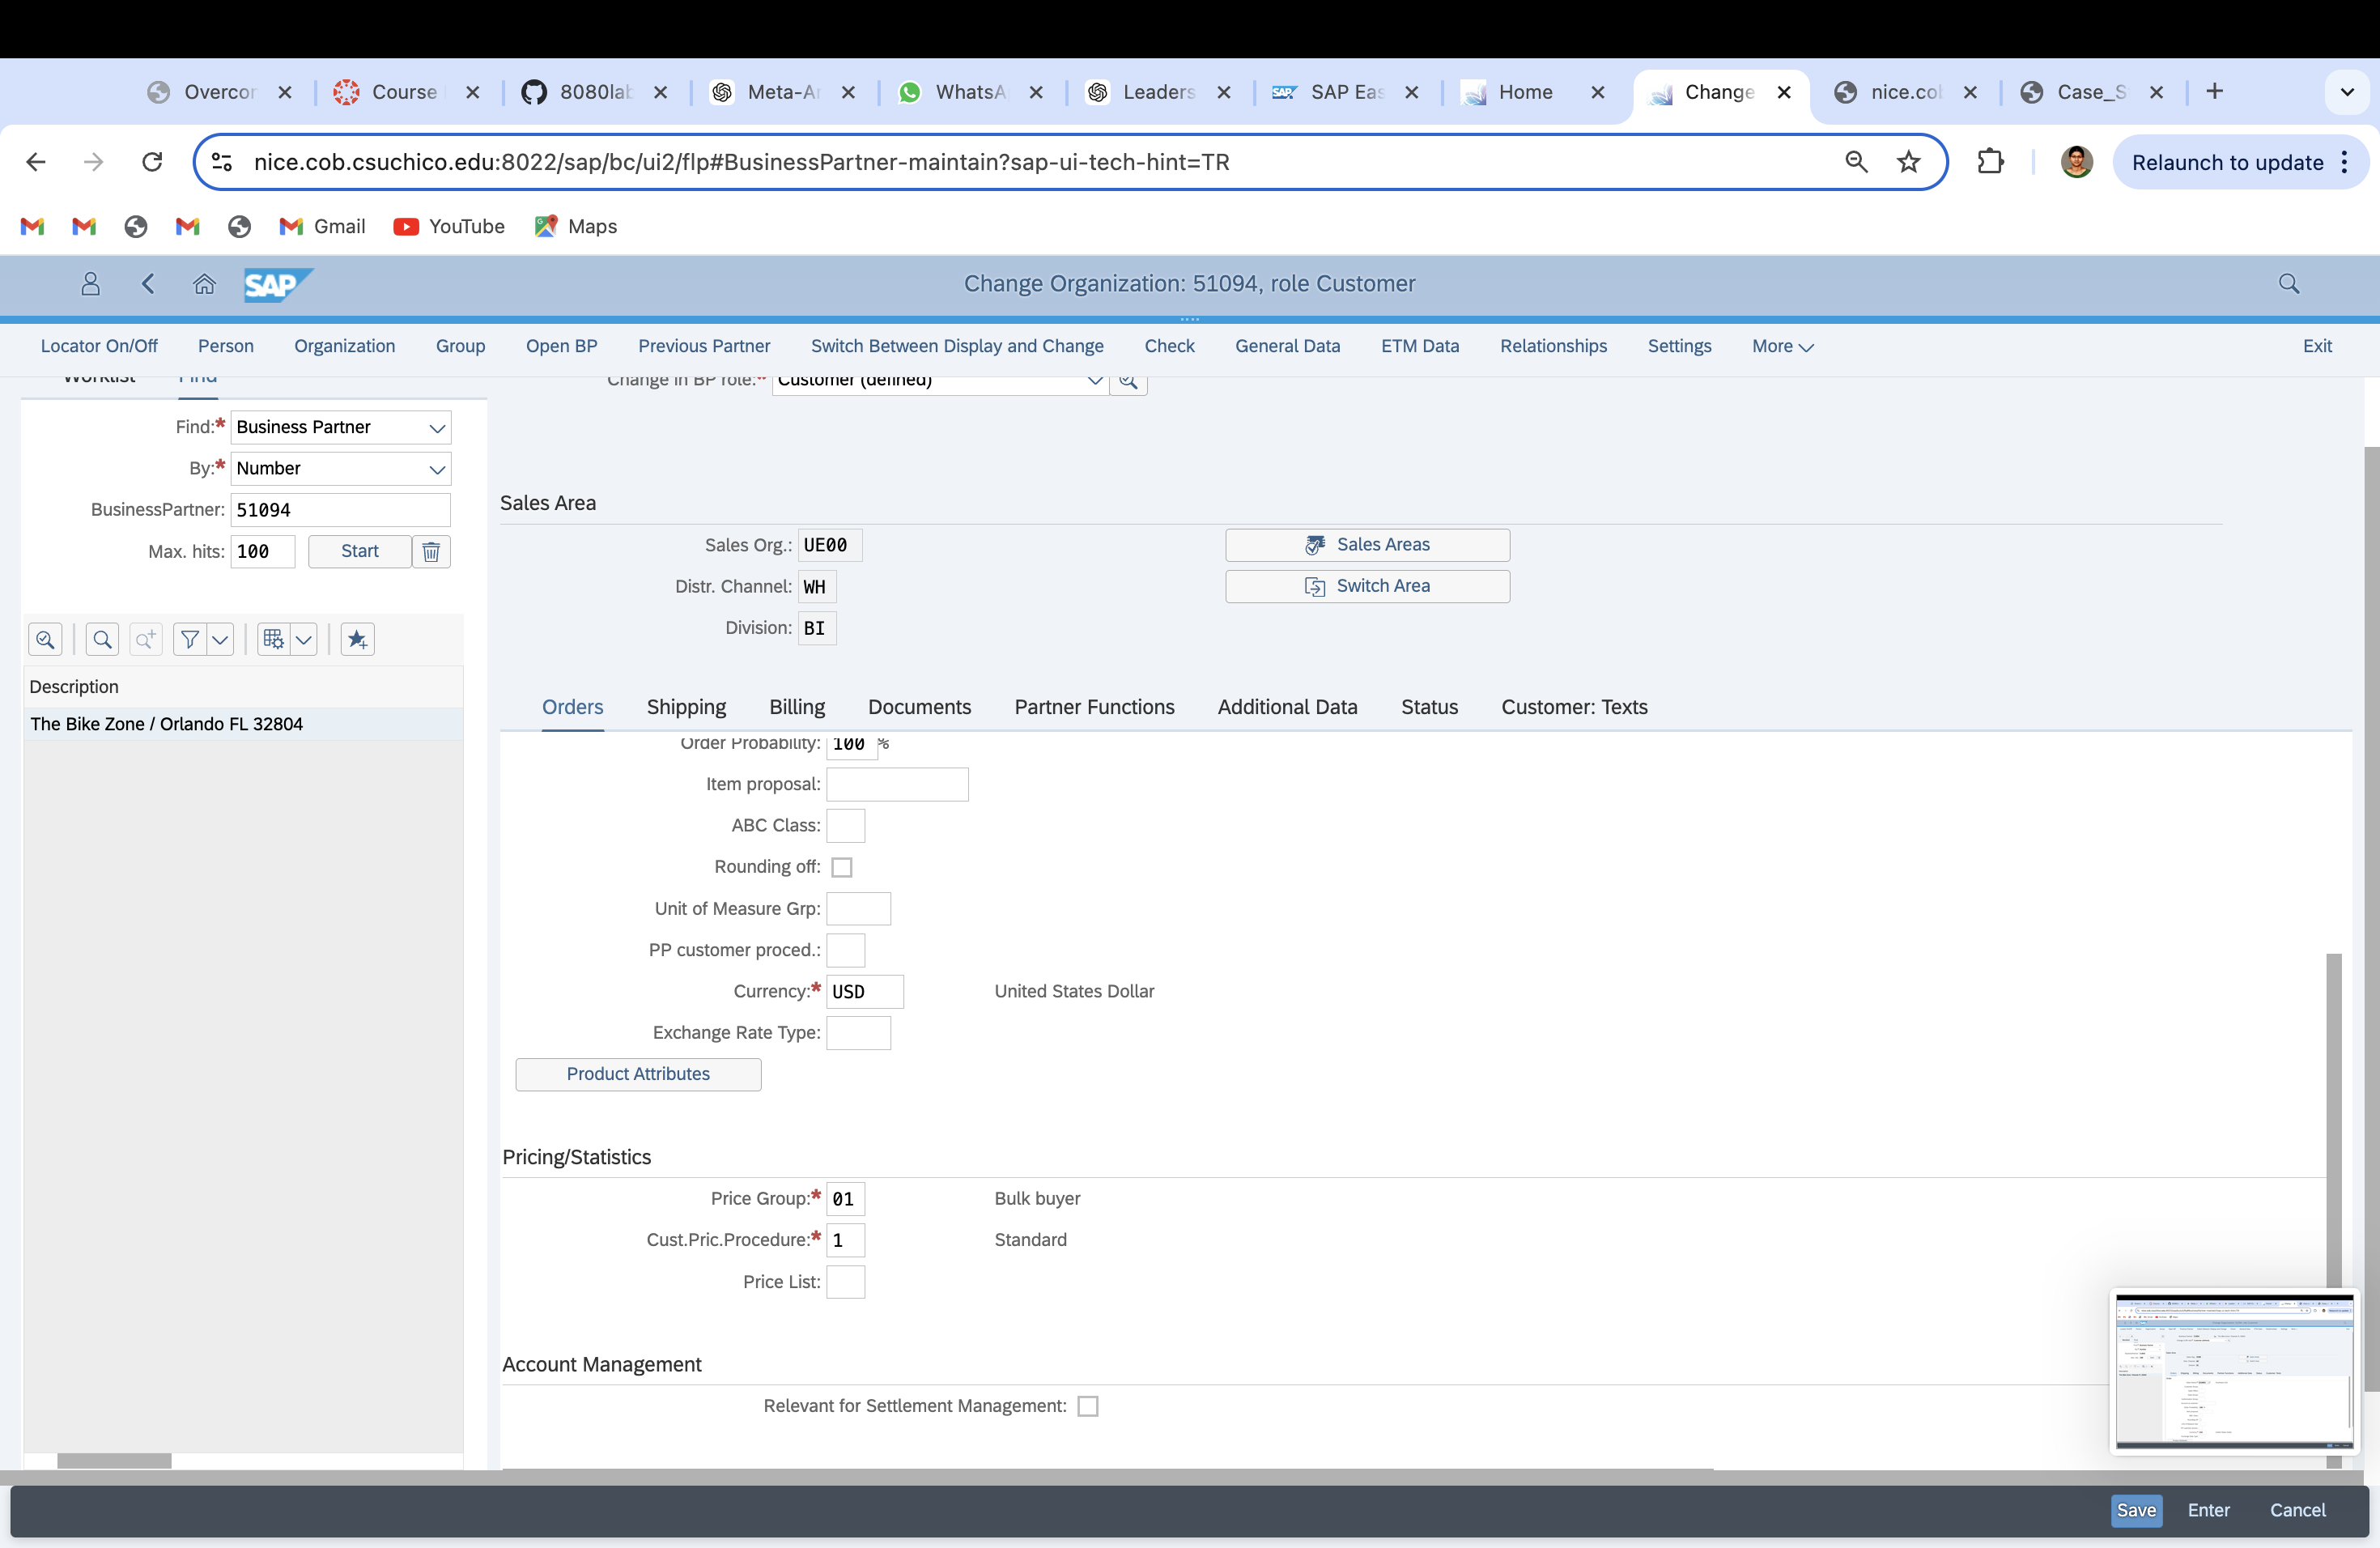 Overcor
Course
8080lab
Meta-Ar
WhatsA
Leaders
SAP Eas
Home
Change
nice.col
Case_S
nice.cob.csuchico.edu:8022/sap/bc/ui2/flp#BusinessPartner-maintain?sap-ui-tech-hint=TR
Relaunch to update
Gmail
YouTube
Maps
SAP
Change Organization: 51094, role Customer
Locator On/Off Person Organization Group Open BP Previous Partner Switch Between Display and Change Check General Data ETM Data Relationships Settings More Exit
Worklist Find
Change in BP role:* Customer (defined)
Find:* Business Partner
By:* Number
BusinessPartner: 51094
Max. hits: 100 Start
Description
The Bike Zone / Orlando FL 32804
Sales Area
Sales Org.: UE00 Sales Areas
Distr. Channel: WH Switch Area
Division: BI
Orders Shipping Billing Documents Partner Functions Additional Data Status Customer: Texts
Order Probability: 100 %
Item proposal:
ABC Class:
Rounding off:
Unit of Measure Grp:
PP customer proced.:
Currency:* USD United States Dollar
Exchange Rate Type:
Product Attributes
Pricing/Statistics
Price Group:* 01 Bulk buyer
Cust.Pric.Procedure:* 1 Standard
Price List:
Account Management
Relevant for Settlement Management:
Save Enter Cancel